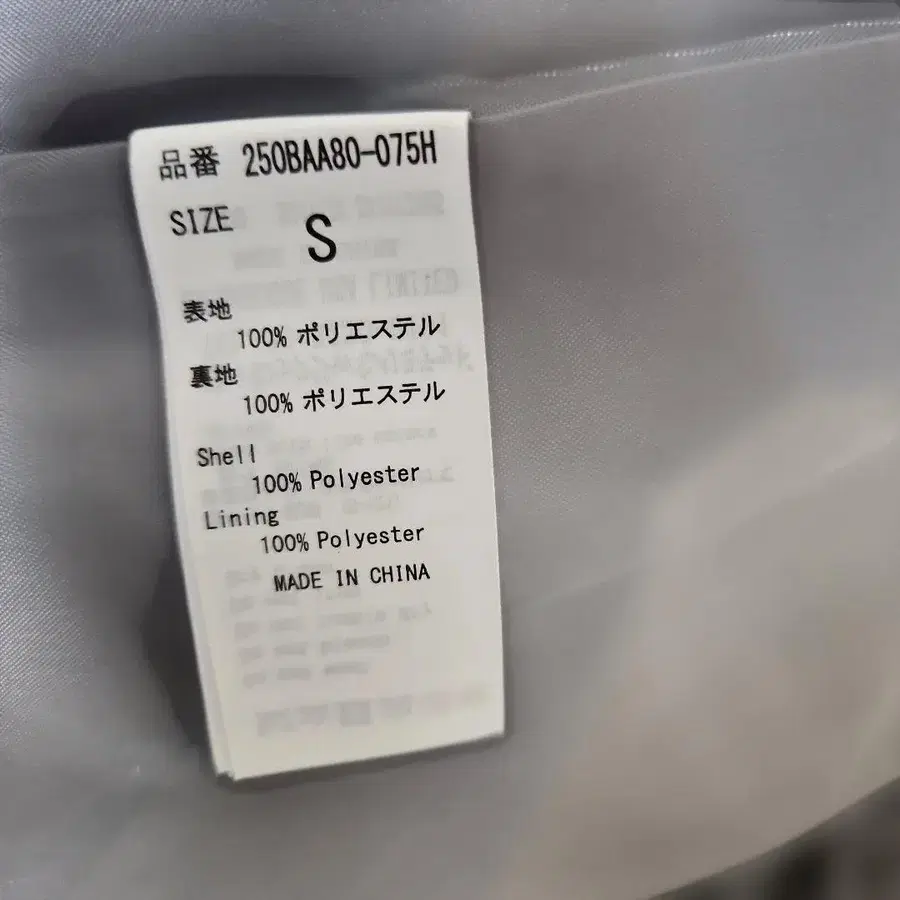 品番 250BAA80-075H
SIZE S
表地
100% ポリエステル
裏地
100% ポリエステル
Shell
100% Polyester
Lining
100% Polyester
MADE IN CHINA